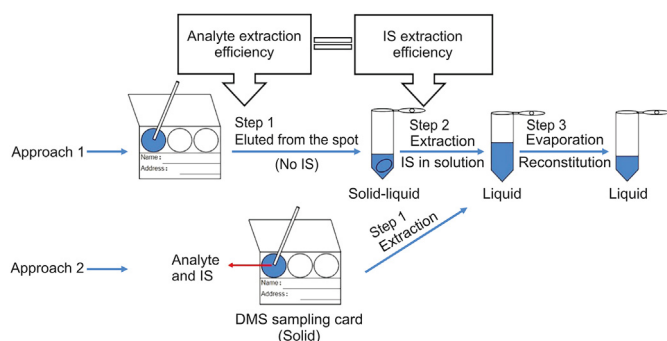 Analyte extraction
efficiency
IS extraction
efficiency
Approach 1
Name:
Address:
Step 1
Eluted from the spot
(No IS)
Solid-liquid
Step 2
Extraction
IS in solution
Liquid
Step 3
Evaporation
Reconstitution
Liquid
Approach 2
Analyte
and IS
Name:
Address:
DMS sampling card
(Solid)
Step 1
Extraction